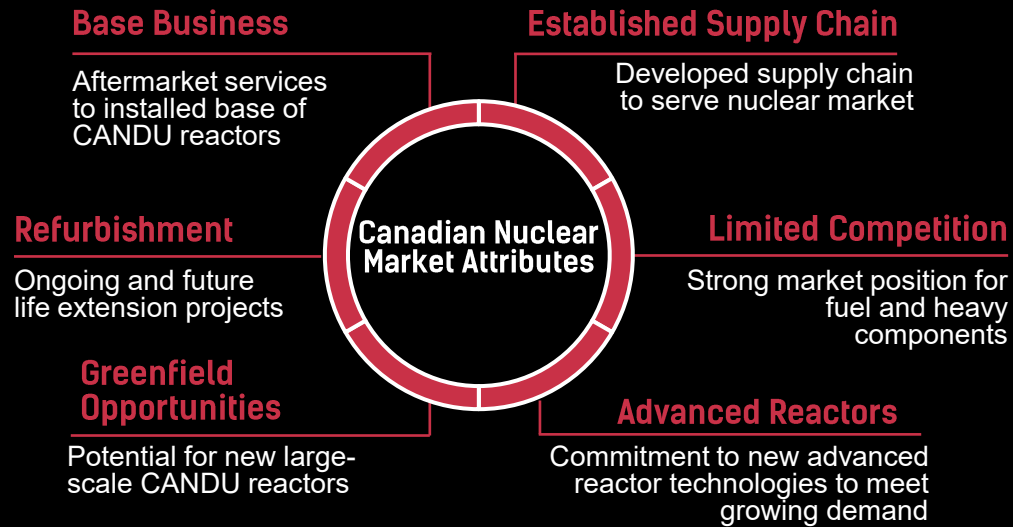 Base Business
Aftermarket services
to installed base of
CANDU reactors
Established Supply Chain
Developed supply chain
to serve nuclear market
Refurbishment
Ongoing and future
life extension projects
Canadian Nuclear
Market Attributes
Limited Competition
Strong market position for
fuel and heavy
components
Greenfield
Opportunities
Potential for new large-
scale CANDU reactors
Advanced Reactors
Commitment to new advanced
reactor technologies to meet
growing demand